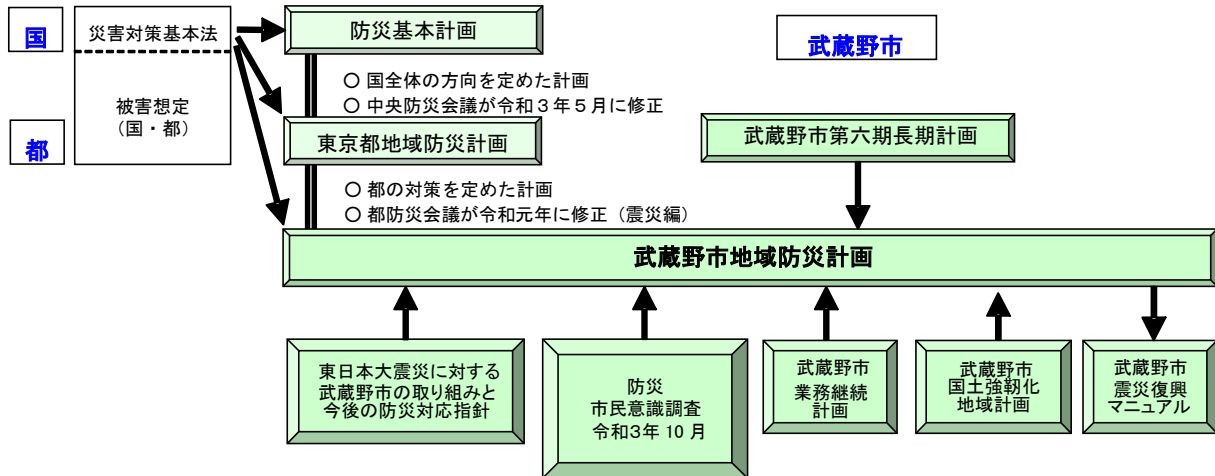 国
災害対策基本法
防災基本計画
武蔵野市
○ 国全体の方向を定めた計画
○ 中央防災会議が令和3年5月に修正
被害想定
(国・都)
都
東京都地域防災計画
武蔵野市第六期長期計画
○ 都の対策を定めた計画
○ 都防災会議が令和元年に修正(震災編)
武蔵野市地域防災計画
東日本大震災に対する
武蔵野市の取り組みと
今後の防災対応指針
防災
市民意識調査
令和3年 10 月
武蔵野市
業務継続
計画
武蔵野市
国土強靭化
地域計画
武蔵野市
震災復興
マニュアル